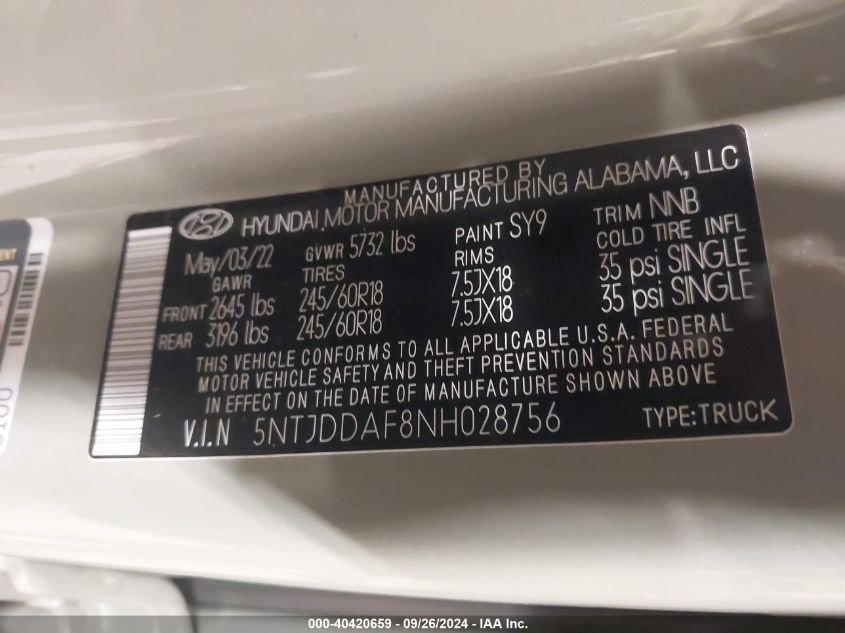 MANUFACTURED BY
HYUNDAI MOTOR MANUFACTURING ALABAMA, LLC
May/03/22 GVWR 5732 lbs PAINT SY9 TRIM NNB
GAWR TIRES RIMS COLD TIRE INFL
FRONT 2645 lbs 245/60R18 7.5JX18 35 psi SINGLE
REAR 3196 lbs 245/60R18 7.5JX18 35 psi SINGLE
THIS VEHICLE CONFORMS TO ALL APPLICABLE U.S.A. FEDERAL
MOTOR VEHICLE SAFETY AND THEFT PREVENTION STANDARDS
IN EFFECT ON THE DATE OF MANUFACTURE SHOWN ABOVE
V.I.N 5NTJDDAF8NH028756 TYPE:TRUCK
000-40420659 - 09/26/2024 - IAA Inc.